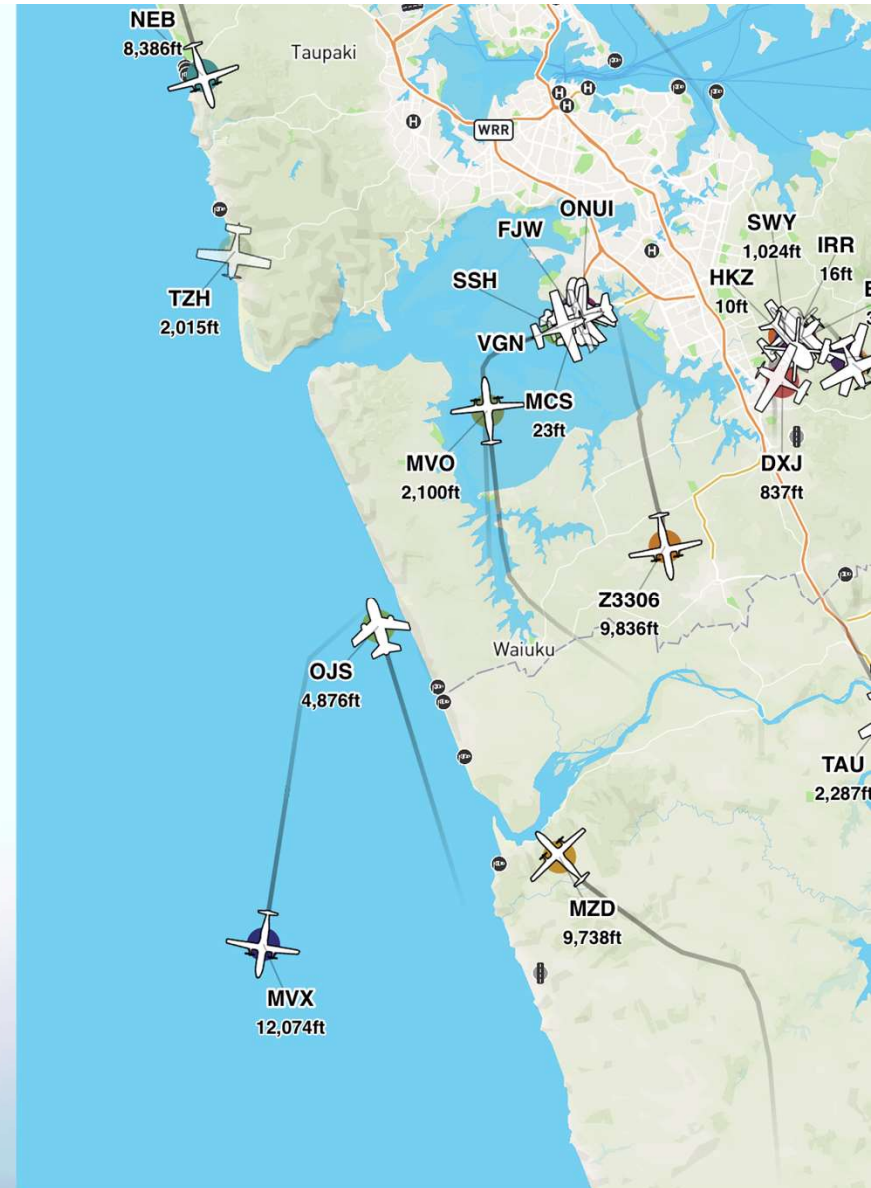 NEB
8,386ft
Taupaki
H
H
H
H
WRR
ONUI
FJW
SWY
1,024ft
IRR
16ft
H
SSH
HKZ
10ft
TZH
2,015ft
VGN
MCS
23ft
MVO
2,100ft
DXJ
837ft
Z3306
9,836ft
Waiuku
OJS
4,876ft
TAU
2,287ft
MZD
9,738ft
MVX
12,074ft